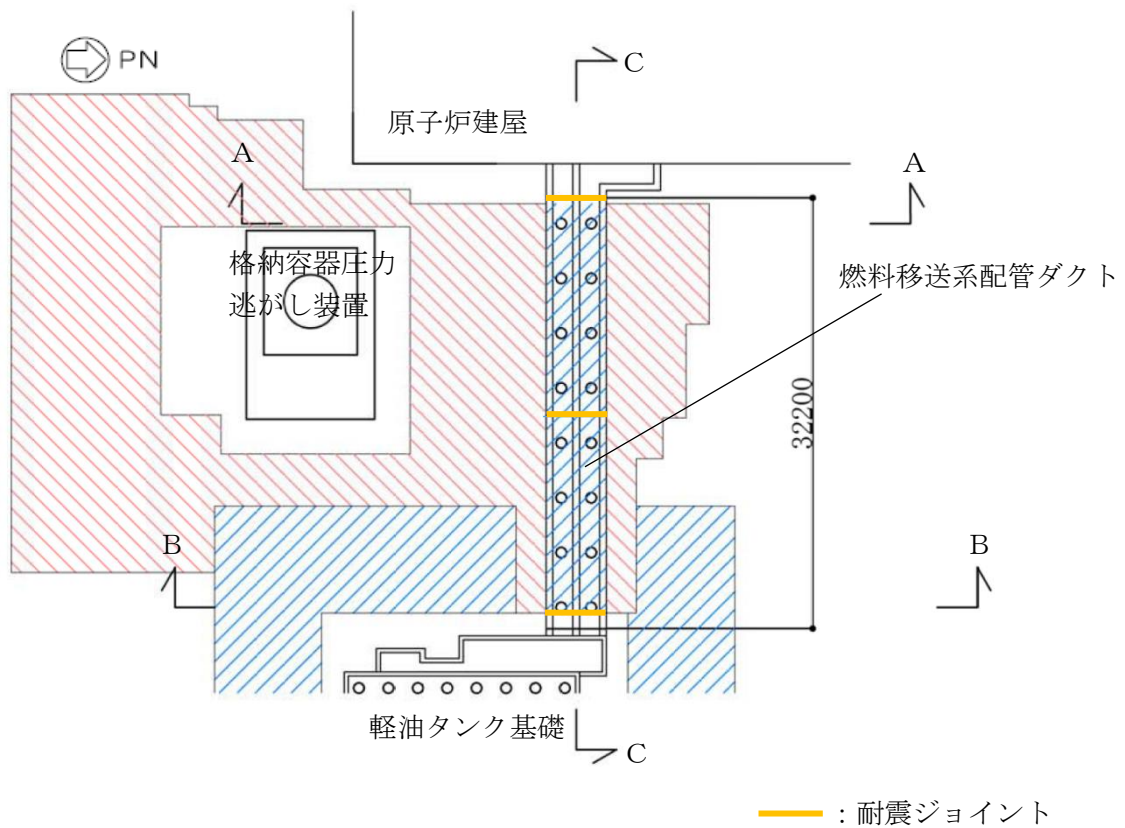 PN
C
原子炉建屋
A
A
格納容器圧力
逃がし装置
燃料移送系配管ダクト
32200
B
B
軽油タンク基礎
C
：耐震ジョイント